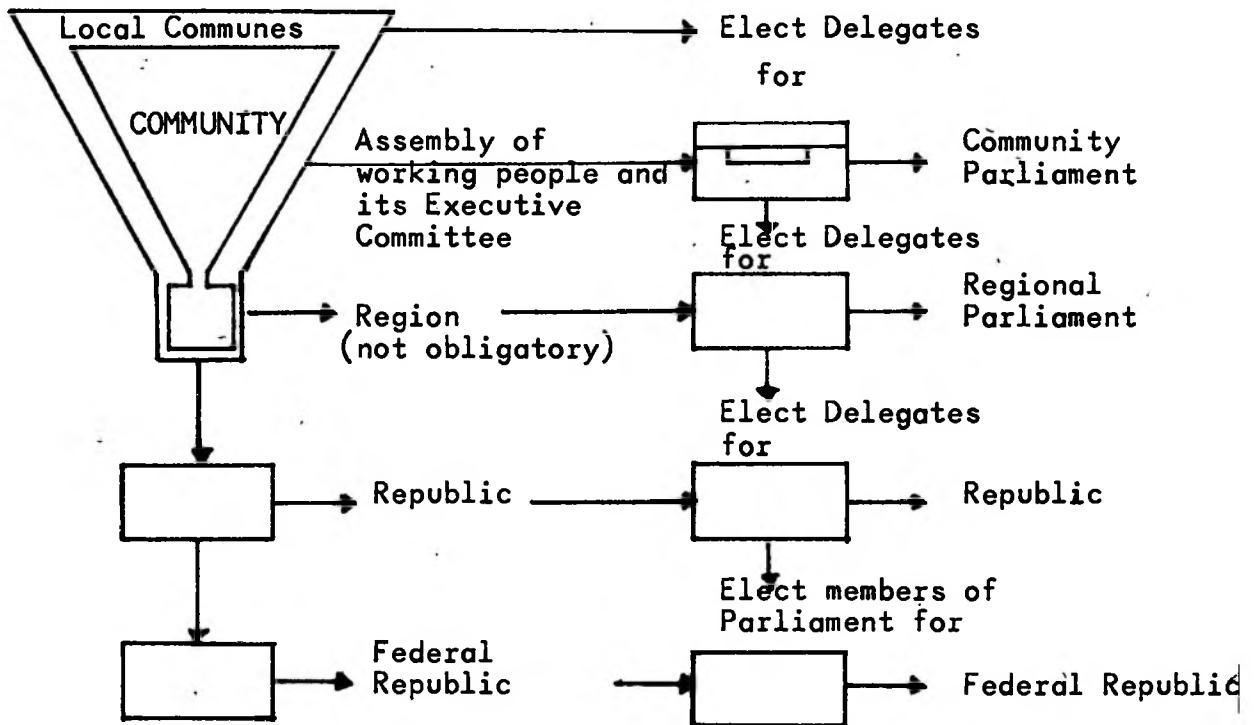 Local Communes
COMMUNITY
Elect Delegates
for
Assembly of
working people and
its Executive
Committee
Community
Parliament
Elect Delegates
for
Region
(not obligatory)
Regional
Parliament
Elect Delegates
for
Republic
Republic
Elect members of
Parliament for
Federal
Republic
Federal Republic